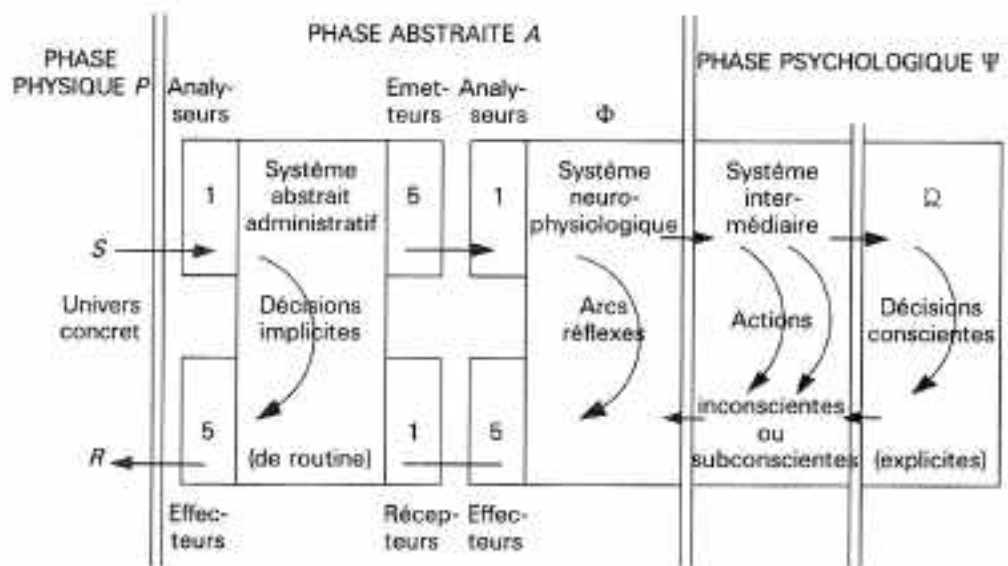 PHASE ABSTRAITE A
PHASE
PHYSIQUE P
PHASE PSYCHOLOGIQUE Ψ
Analy-
seurs
Emet-
teurs
Analy-
seurs
Φ
1
Système
abstrait
administratif
5
1
Système
neuro-
physiologique
Système
inter-
médiaire
Ω
S
Univers
concret
Décisions
implicites
Arcs
réflexes
Actions
Décisions
conscientes
5
(de routine)
1
5
inconscientes
ou
subconscientes
(explicites)
R
Effec-
teurs
Récep-
teurs
Effec-
teurs